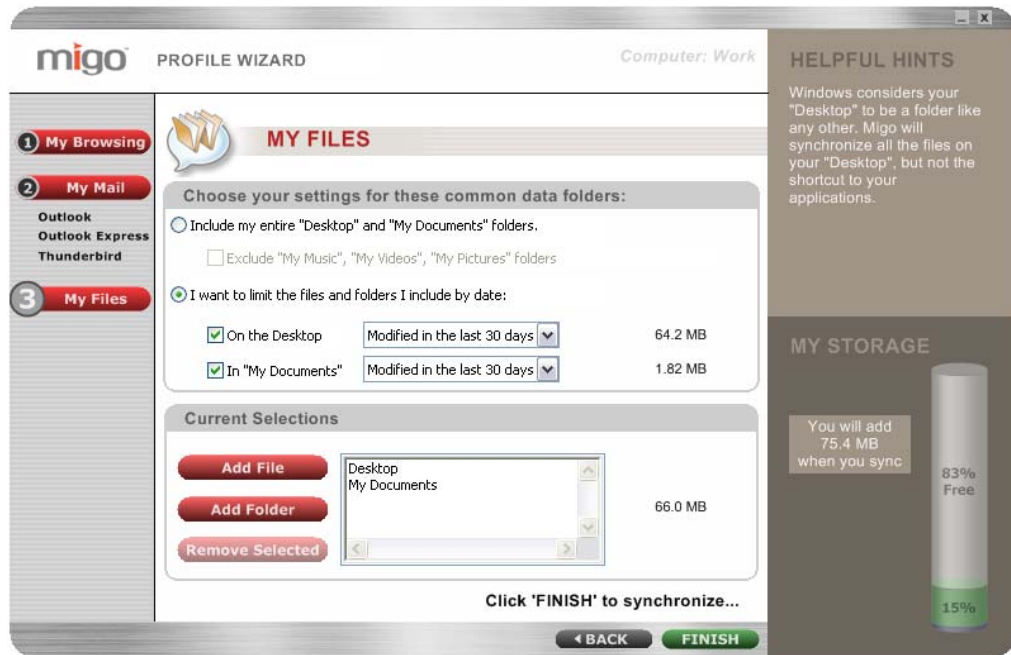 migo
PROFILE WIZARD
Computer: Work
1 My Browsing
2 My Mail
Outlook
Outlook Express
Thunderbird
3 My Files
W
MY FILES
Choose your settings for these common data folders:
Include my entire "Desktop" and "My Documents" folders.
Exclude "My Music", "My Videos", "My Pictures" folders
I want to limit the files and folders I include by date:
On the Desktop Modified in the last 30 days 64.2 MB
In "My Documents" Modified in the last 30 days 1.82 MB
Current Selections
Add File
Add Folder
Remove Selected
Desktop
My Documents
66.0 MB
Click 'FINISH' to synchronize...
BACK
FINISH
HELPFUL HINTS
Windows considers your
"Desktop" to be a folder like
any other. Migo will
synchronize all the files on
your "Desktop", but not the
shortcut to your
applications.
MY STORAGE
You will add
75.4 MB
when you sync
83%
Free
15%